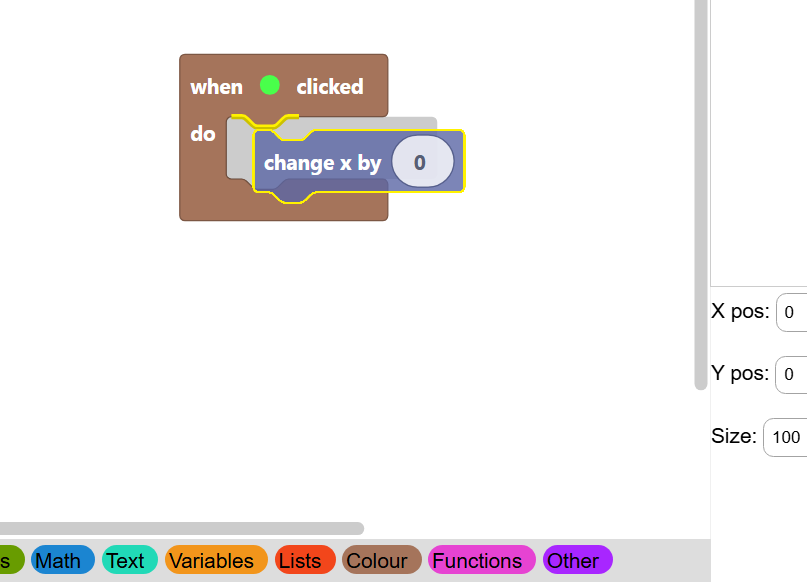 when clicked
do
change x by 0
X pos: 0
Y pos: 0
Size: 100
s Math Text Variables Lists Colour Functions Other